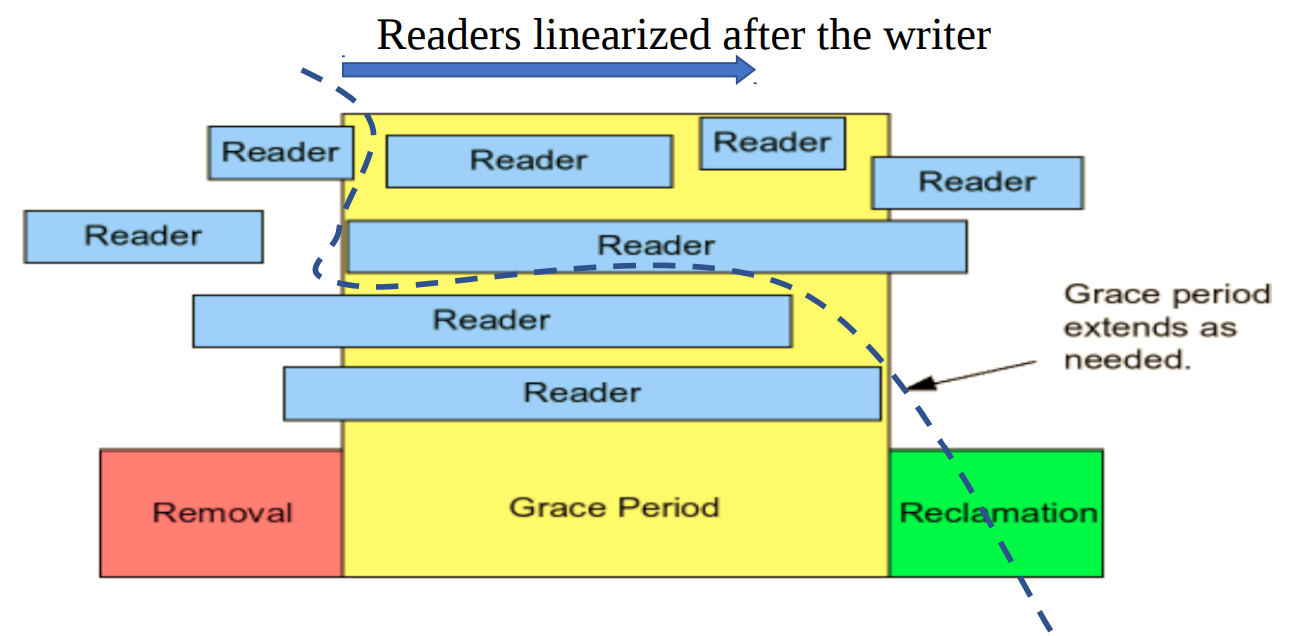 Readers linearized after the writer
Reader
Reader
Reader
Reader
Reader
Reader
Reader
Reader
Grace period
extends as
needed.
Removal
Grace Period
Reclamation